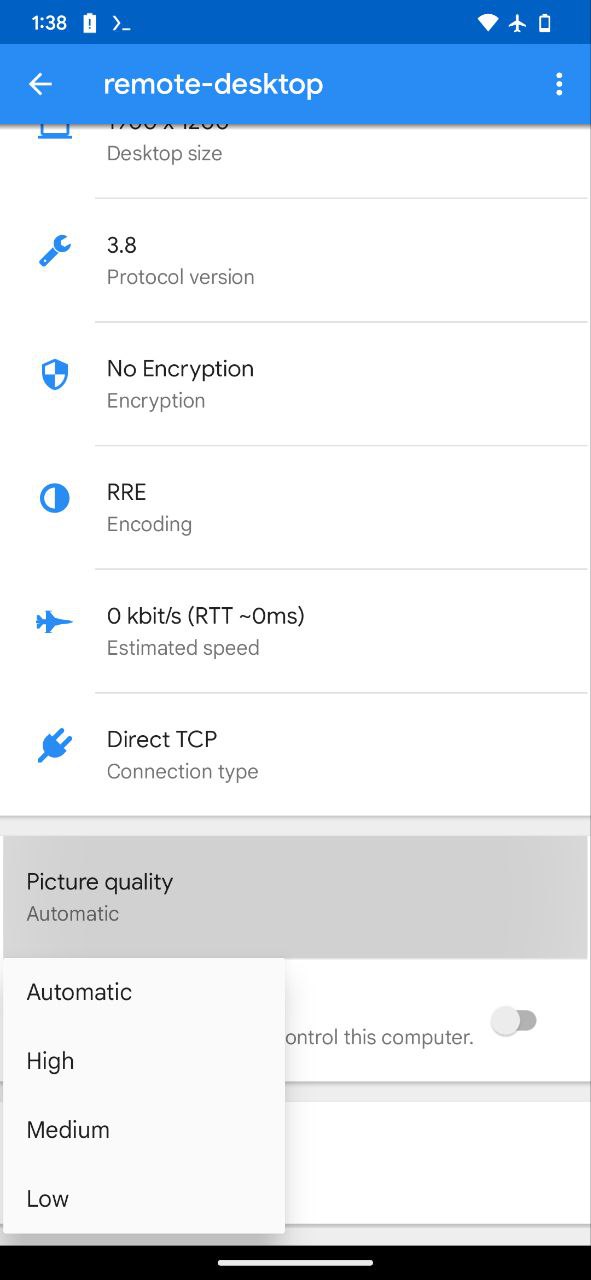 1:38
remote-desktop
Desktop size
3.8
Protocol version
No Encryption
Encryption
RRE
Encoding
0 kbit/s (RTT ~0ms)
Estimated speed
Direct TCP
Connection type
Picture quality
Automatic
Automatic
ontrol this computer.
High
Medium
Low